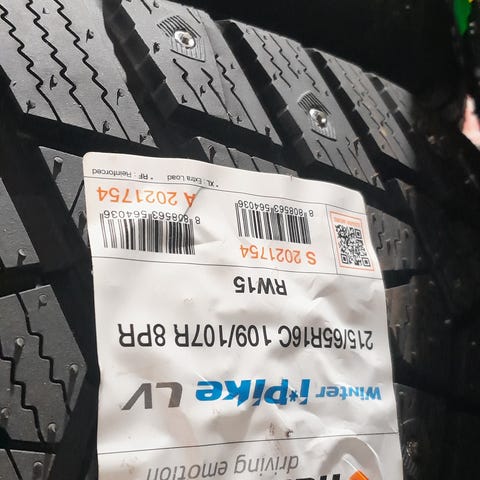 driving emotion
Winter i*Pike LV
215/65R16C 109/107R 8PR
RW15
S 2021754
8 808563 564036
8 808563 564036
A 2021754
* XL : Extra Load * RF : Reinforced